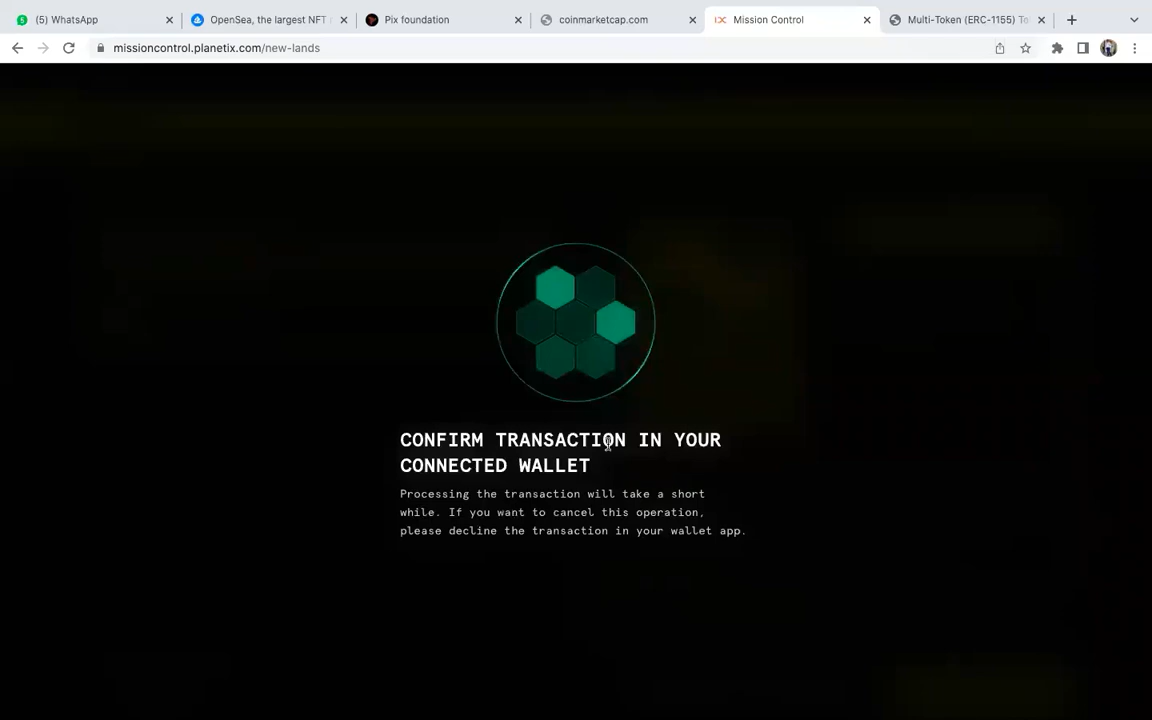 (5) WhatsApp
OpenSea, the largest NFT
Pix foundation
coinmarketcap.com
Mission Control
Multi-Token (ERC-1155) To
missioncontrol.planetix.com/new-lands
CONFIRM TRANSACTION IN YOUR
CONNECTED WALLET
Processing the transaction will take a short
while. If you want to cancel this operation,
please decline the transaction in your wallet app.